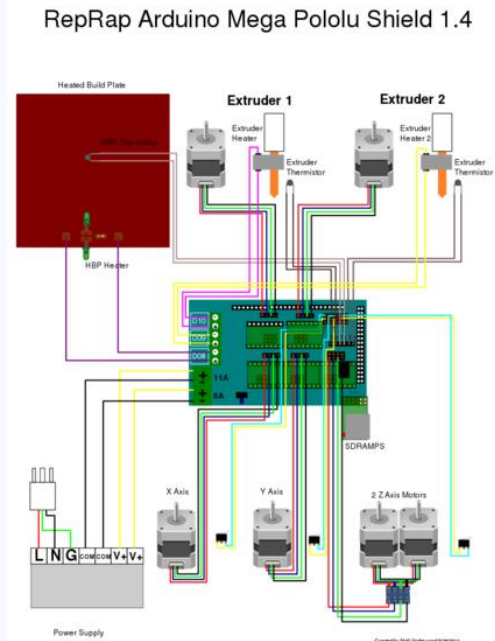 RepRap Arduino Mega Pololu Shield 1.4
Heated Build Plate
Extruder 1
Extruder 2
Extruder
Heater
Extruder
Heater 2
Extruder
Thermistor
Extruder
Thermistor
HBP Thermistor
HBP Heater
D10
D09
D08
11A
5A
SDRAMPS
X Axis
Y Axis
2 Z Axis Motors
L N G COM COM V+ V+
Power Supply